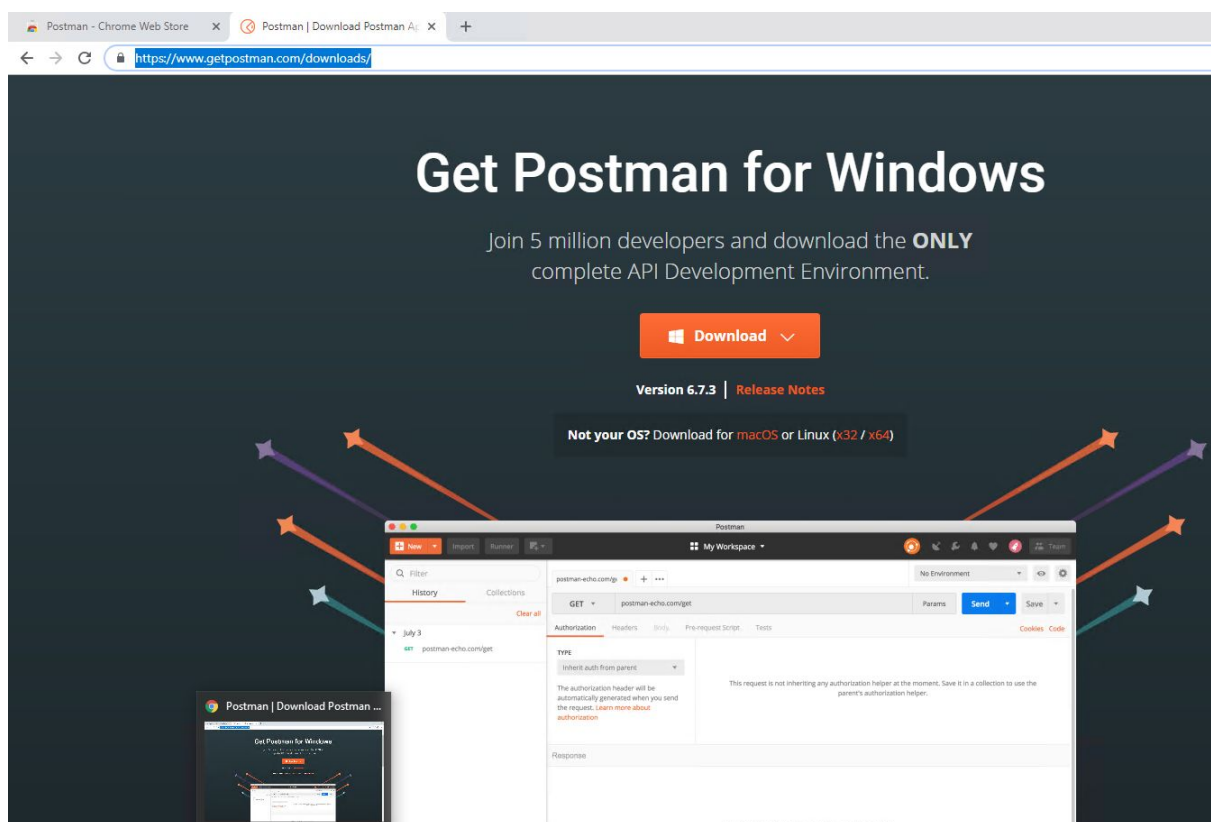 Postman - Chrome Web Store
Postman | Download Postman Ap
https://www.getpostman.com/downloads/
Get Postman for Windows
Join 5 million developers and download the ONLY
complete API Development Environment.
Download
Version 6.7.3 | Release Notes
Not your OS? Download for macOS or Linux (x32 / x64)
Postman
New Import Runner My Workspace Team
Filter
History Collections
Clear all
July 3
GET postman-echo.com/get
postman-echo.com/ge
No Environment
GET postman-echo.com/get Params Send Save
Authorization Headers Body Pre-request Script Tests Cookies Code
TYPE
Inherit auth from parent
The authorization header will be
automatically generated when you send
the request. Learn more about
authorization
This request is not inheriting any authorization helper at the moment. Save it in a collection to use the
parent's authorization helper.
Response
Postman | Download Postman ...
Get Postman for Windows